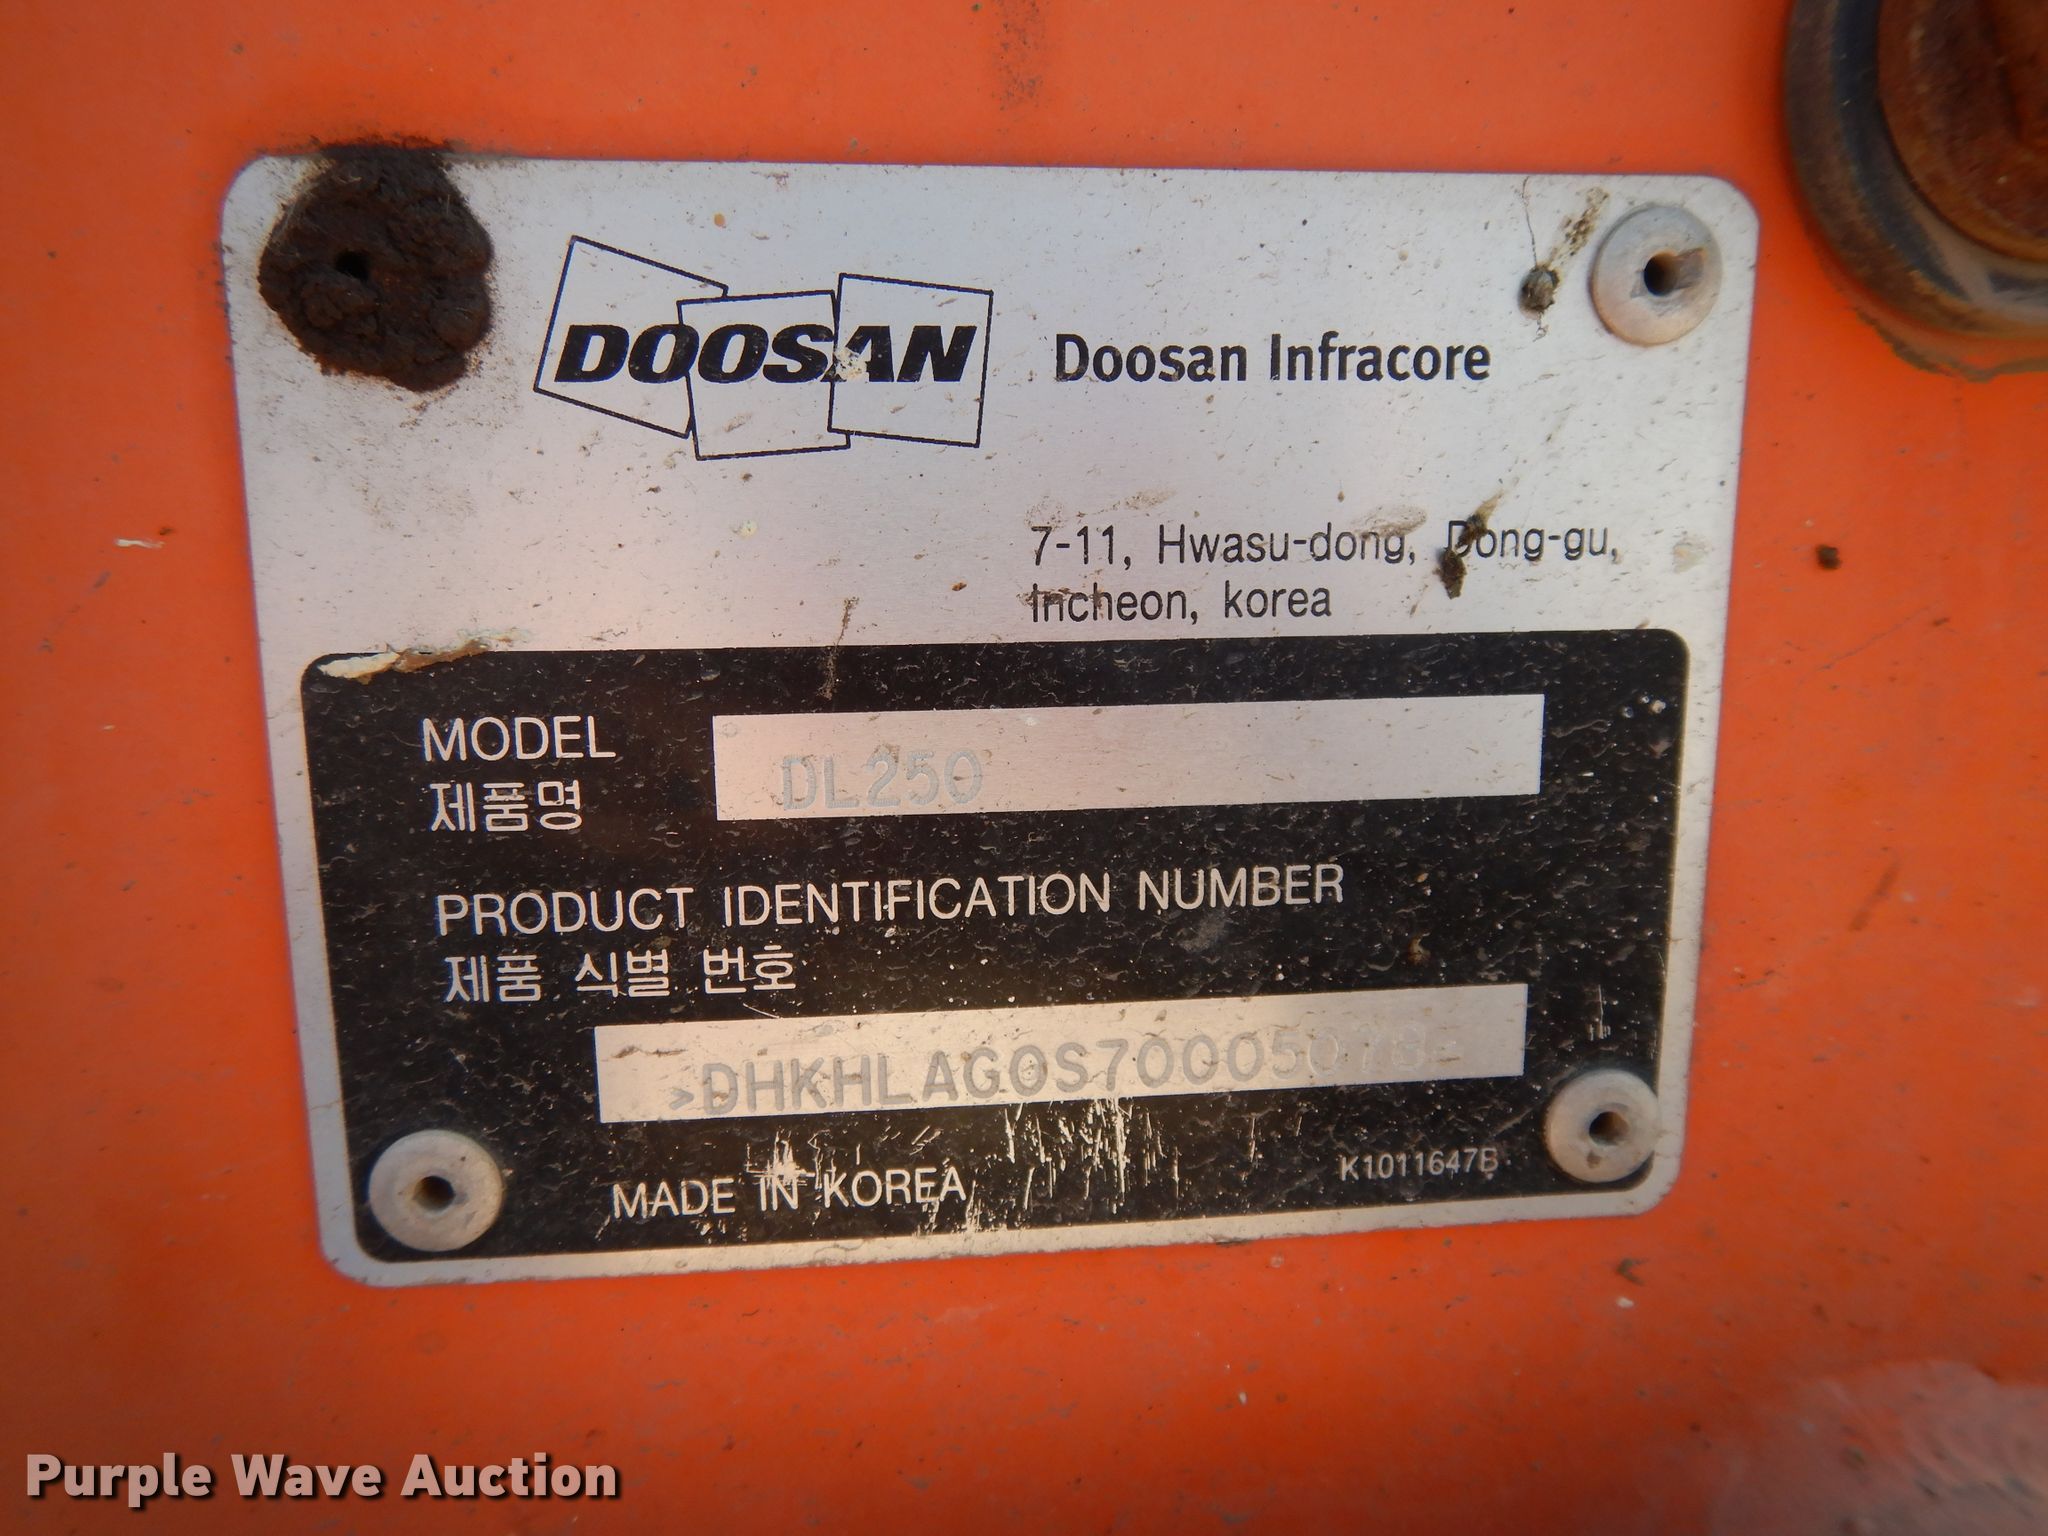 DOOSAN Doosan Infracore
7-11, Hwasu-dong, Dong-gu,
Incheon, korea
MODEL
제품명
DL250
PRODUCT IDENTIFICATION NUMBER
제품 식별 번호
MADE IN KOREA
K1011647B
Purple Wave Auction